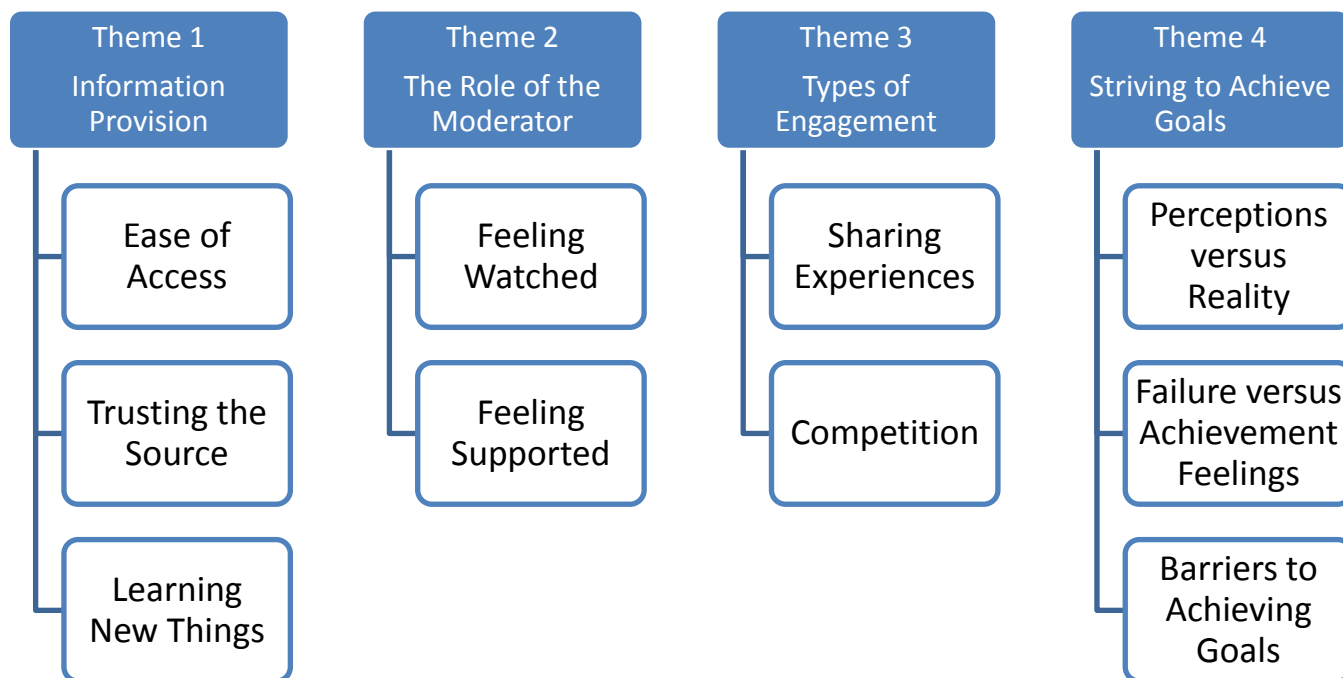 Theme 1
Information
Provision
Ease of
Access
Trusting the
Source
Learning
New Things
Theme 2
The Role of the
Moderator
Feeling
Watched
Feeling
Supported
Theme 3
Types of
Engagement
Sharing
Experiences
Competition
Theme 4
Striving to Achieve
Goals
Perceptions
versus
Reality
Failure versus
Achievement
Feelings
Barriers to
Achieving
Goals